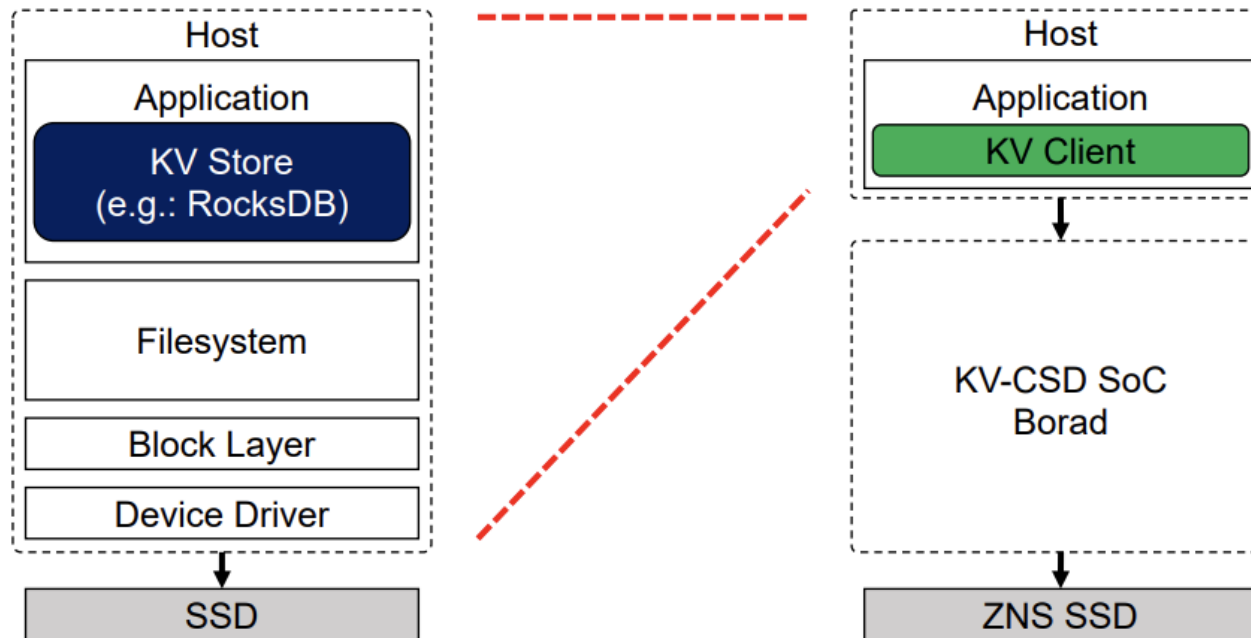 Host
Application
KV Store
(e.g.: RocksDB)
Filesystem
Block Layer
Device Driver
SSD
Host
Application
KV Client
KV-CSD SoC
Borad
ZNS SSD